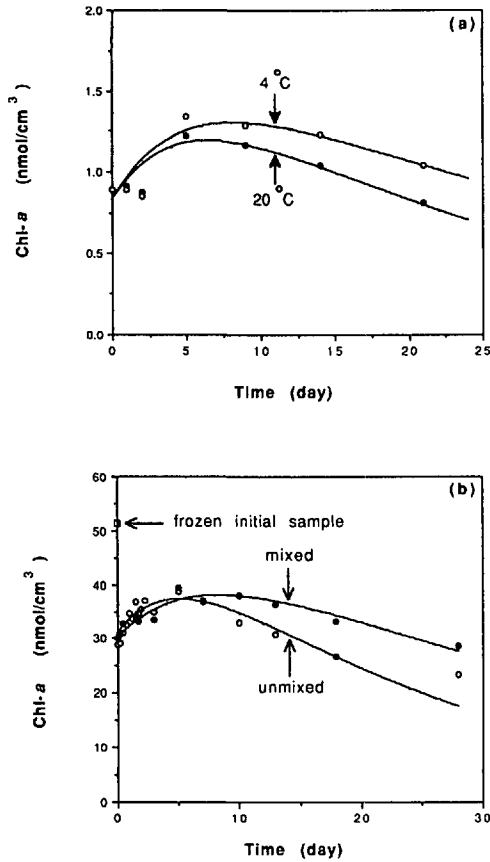 (a)
2.0
1.5
1.0
0.5
0.0
Chl-a (nmol/cm³)
4 °C
20 °C
0 5 10 15 20 25
Time (day)
(b)
60
50
40
30
20
10
0
Chl-a (nmol/cm³)
frozen initial sample
mixed
unmixed
0 10 20 30
Time (day)